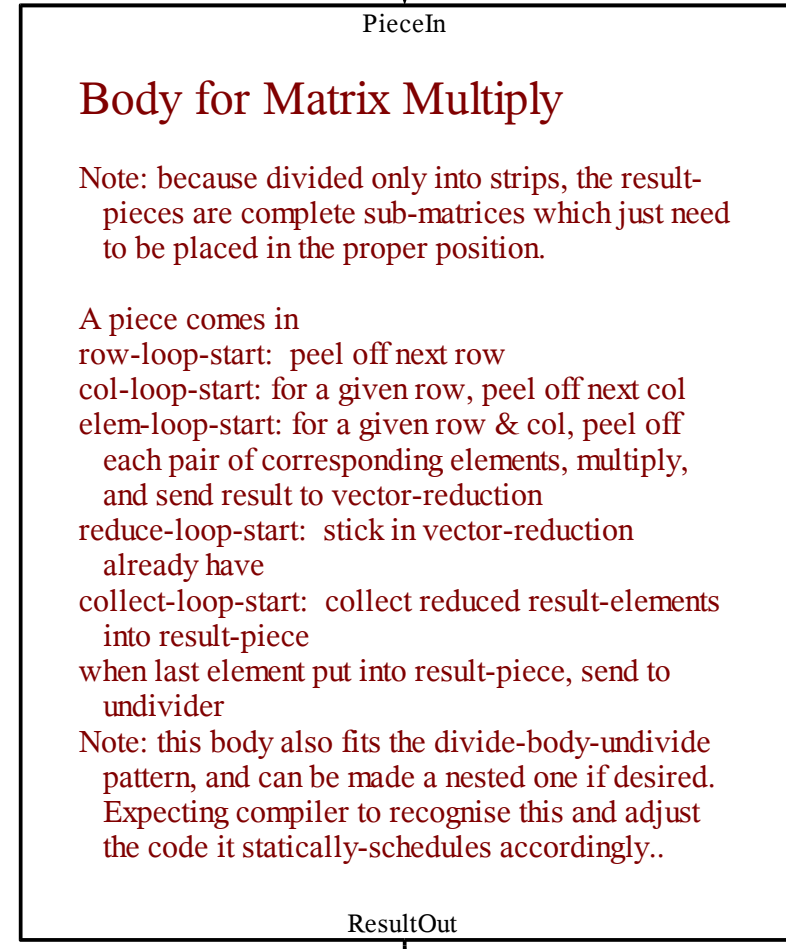 PieceIn
Body for Matrix Multiply
Note: because divided only into strips, the result-
pieces are complete sub-matrices which just need
to be placed in the proper position.
A piece comes in
row-loop-start:  peel off next row
col-loop-start: for a given row, peel off next col
elem-loop-start: for a given row & col, peel off
each pair of corresponding elements, multiply,
and send result to vector-reduction
reduce-loop-start:  stick in vector-reduction
already have
collect-loop-start:  collect reduced result-elements
into result-piece
when last element put into result-piece, send to
undivider
Note: this body also fits the divide-body-undivide
pattern, and can be made a nested one if desired.
Expecting compiler to recognise this and adjust
the code it statically-schedules accordingly..
ResultOut